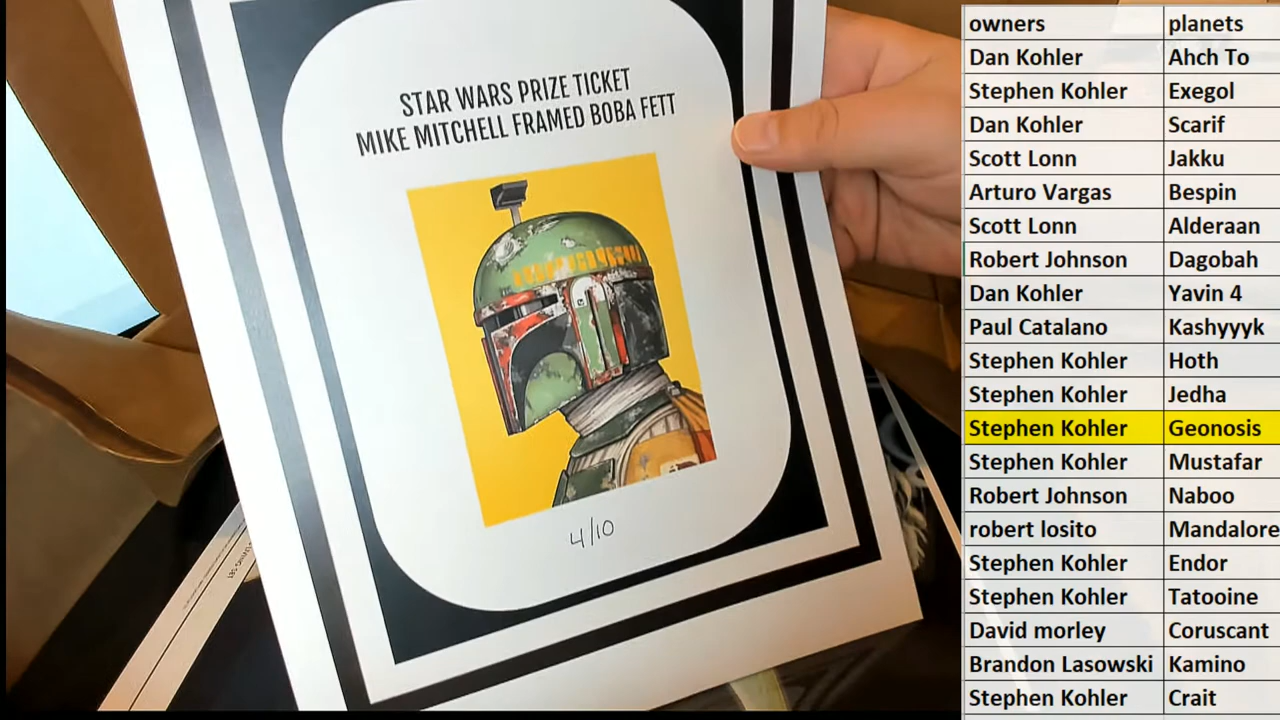 STAR WARS PRIZE TICKET
MIKE MITCHELL FRAMED BOBA FETT
4/10
owners planets
Dan Kohler Ahch To
Stephen Kohler Exegol
Dan Kohler Scarif
Scott Lonn Jakku
Arturo Vargas Bespin
Scott Lonn Alderaan
Robert Johnson Dagobah
Dan Kohler Yavin 4
Paul Catalano Kashyyyk
Stephen Kohler Hoth
Stephen Kohler Jedha
Stephen Kohler Geonosis
Stephen Kohler Mustafar
Robert Johnson Naboo
robert losito Mandalore
Stephen Kohler Endor
Stephen Kohler Tatooine
David morley Coruscant
Brandon Lasowski Kamino
Stephen Kohler Crait